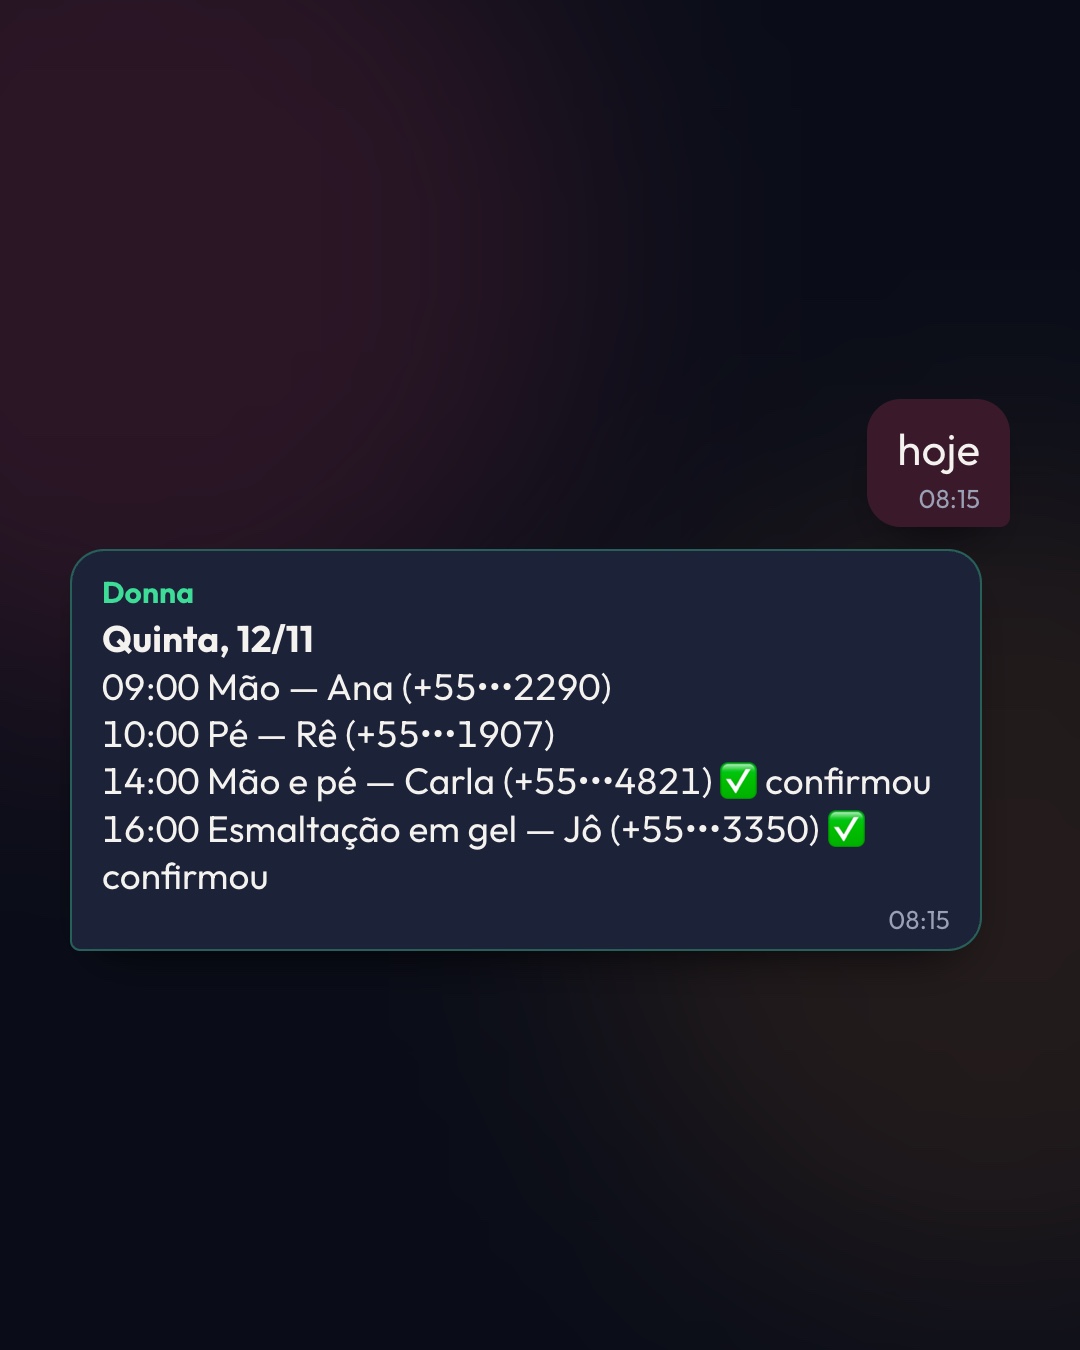 hoje
08:15
Donna
Quinta, 12/11
09:00 Mão — Ana (+55•••2290)
10:00 Pé — Rê (+55•••1907)
14:00 Mão e pé — Carla (+55•••4821) ✅ confirmou
16:00 Esmaltação em gel — Jô (+55•••3350) ✅
confirmou
08:15